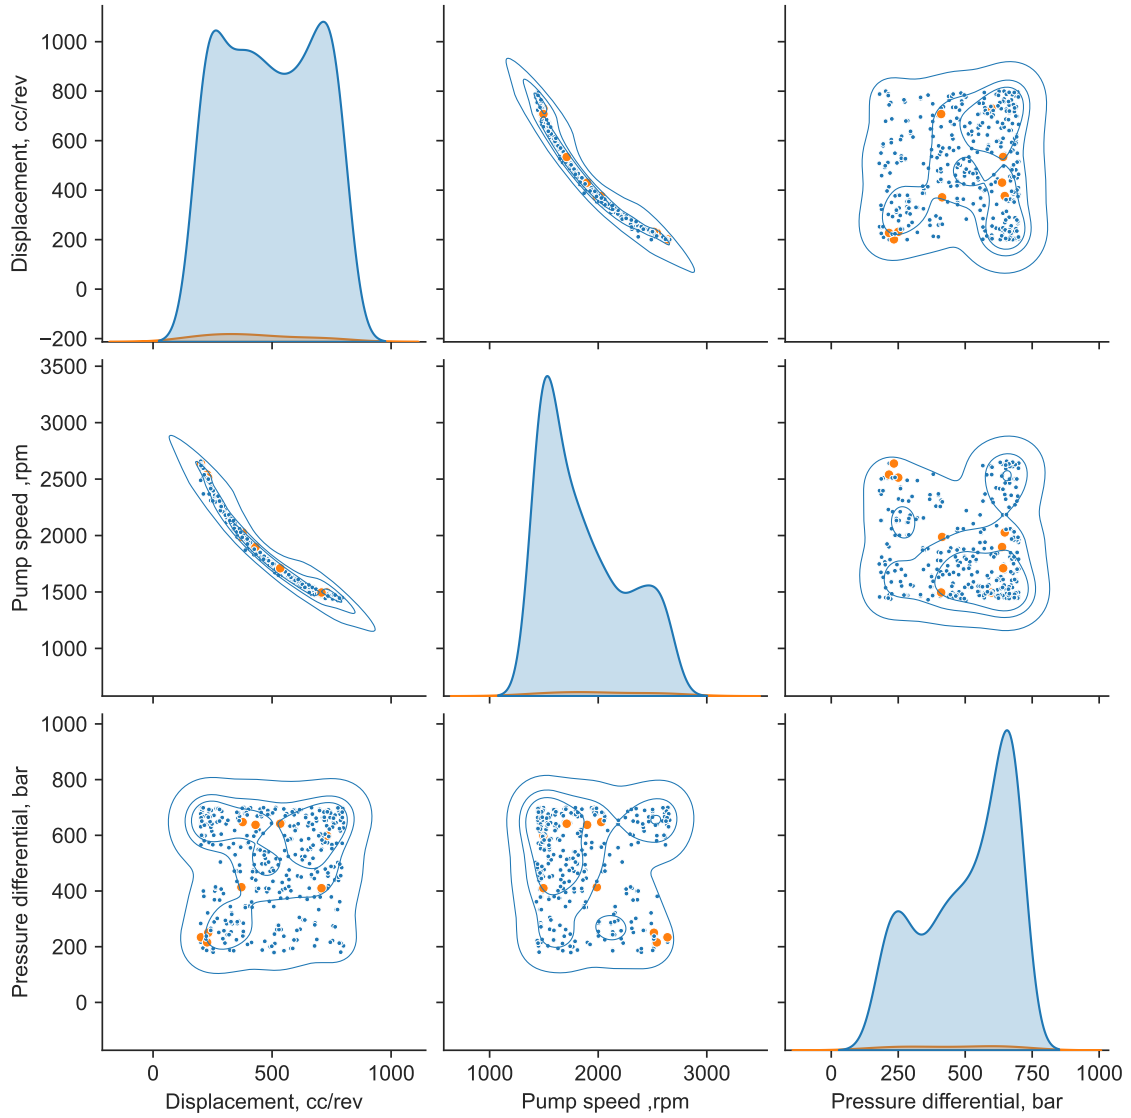 Displacement, cc/rev
1000
800
600
400
200
0
−200
Pump speed ,rpm
3500
3000
2500
2000
1500
1000
Pressure differential, bar
1000
800
600
400
200
0
0 500 1000
1000 2000 3000
0 250 500 750 1000
Displacement, cc/rev
Pump speed ,rpm
Pressure differential, bar